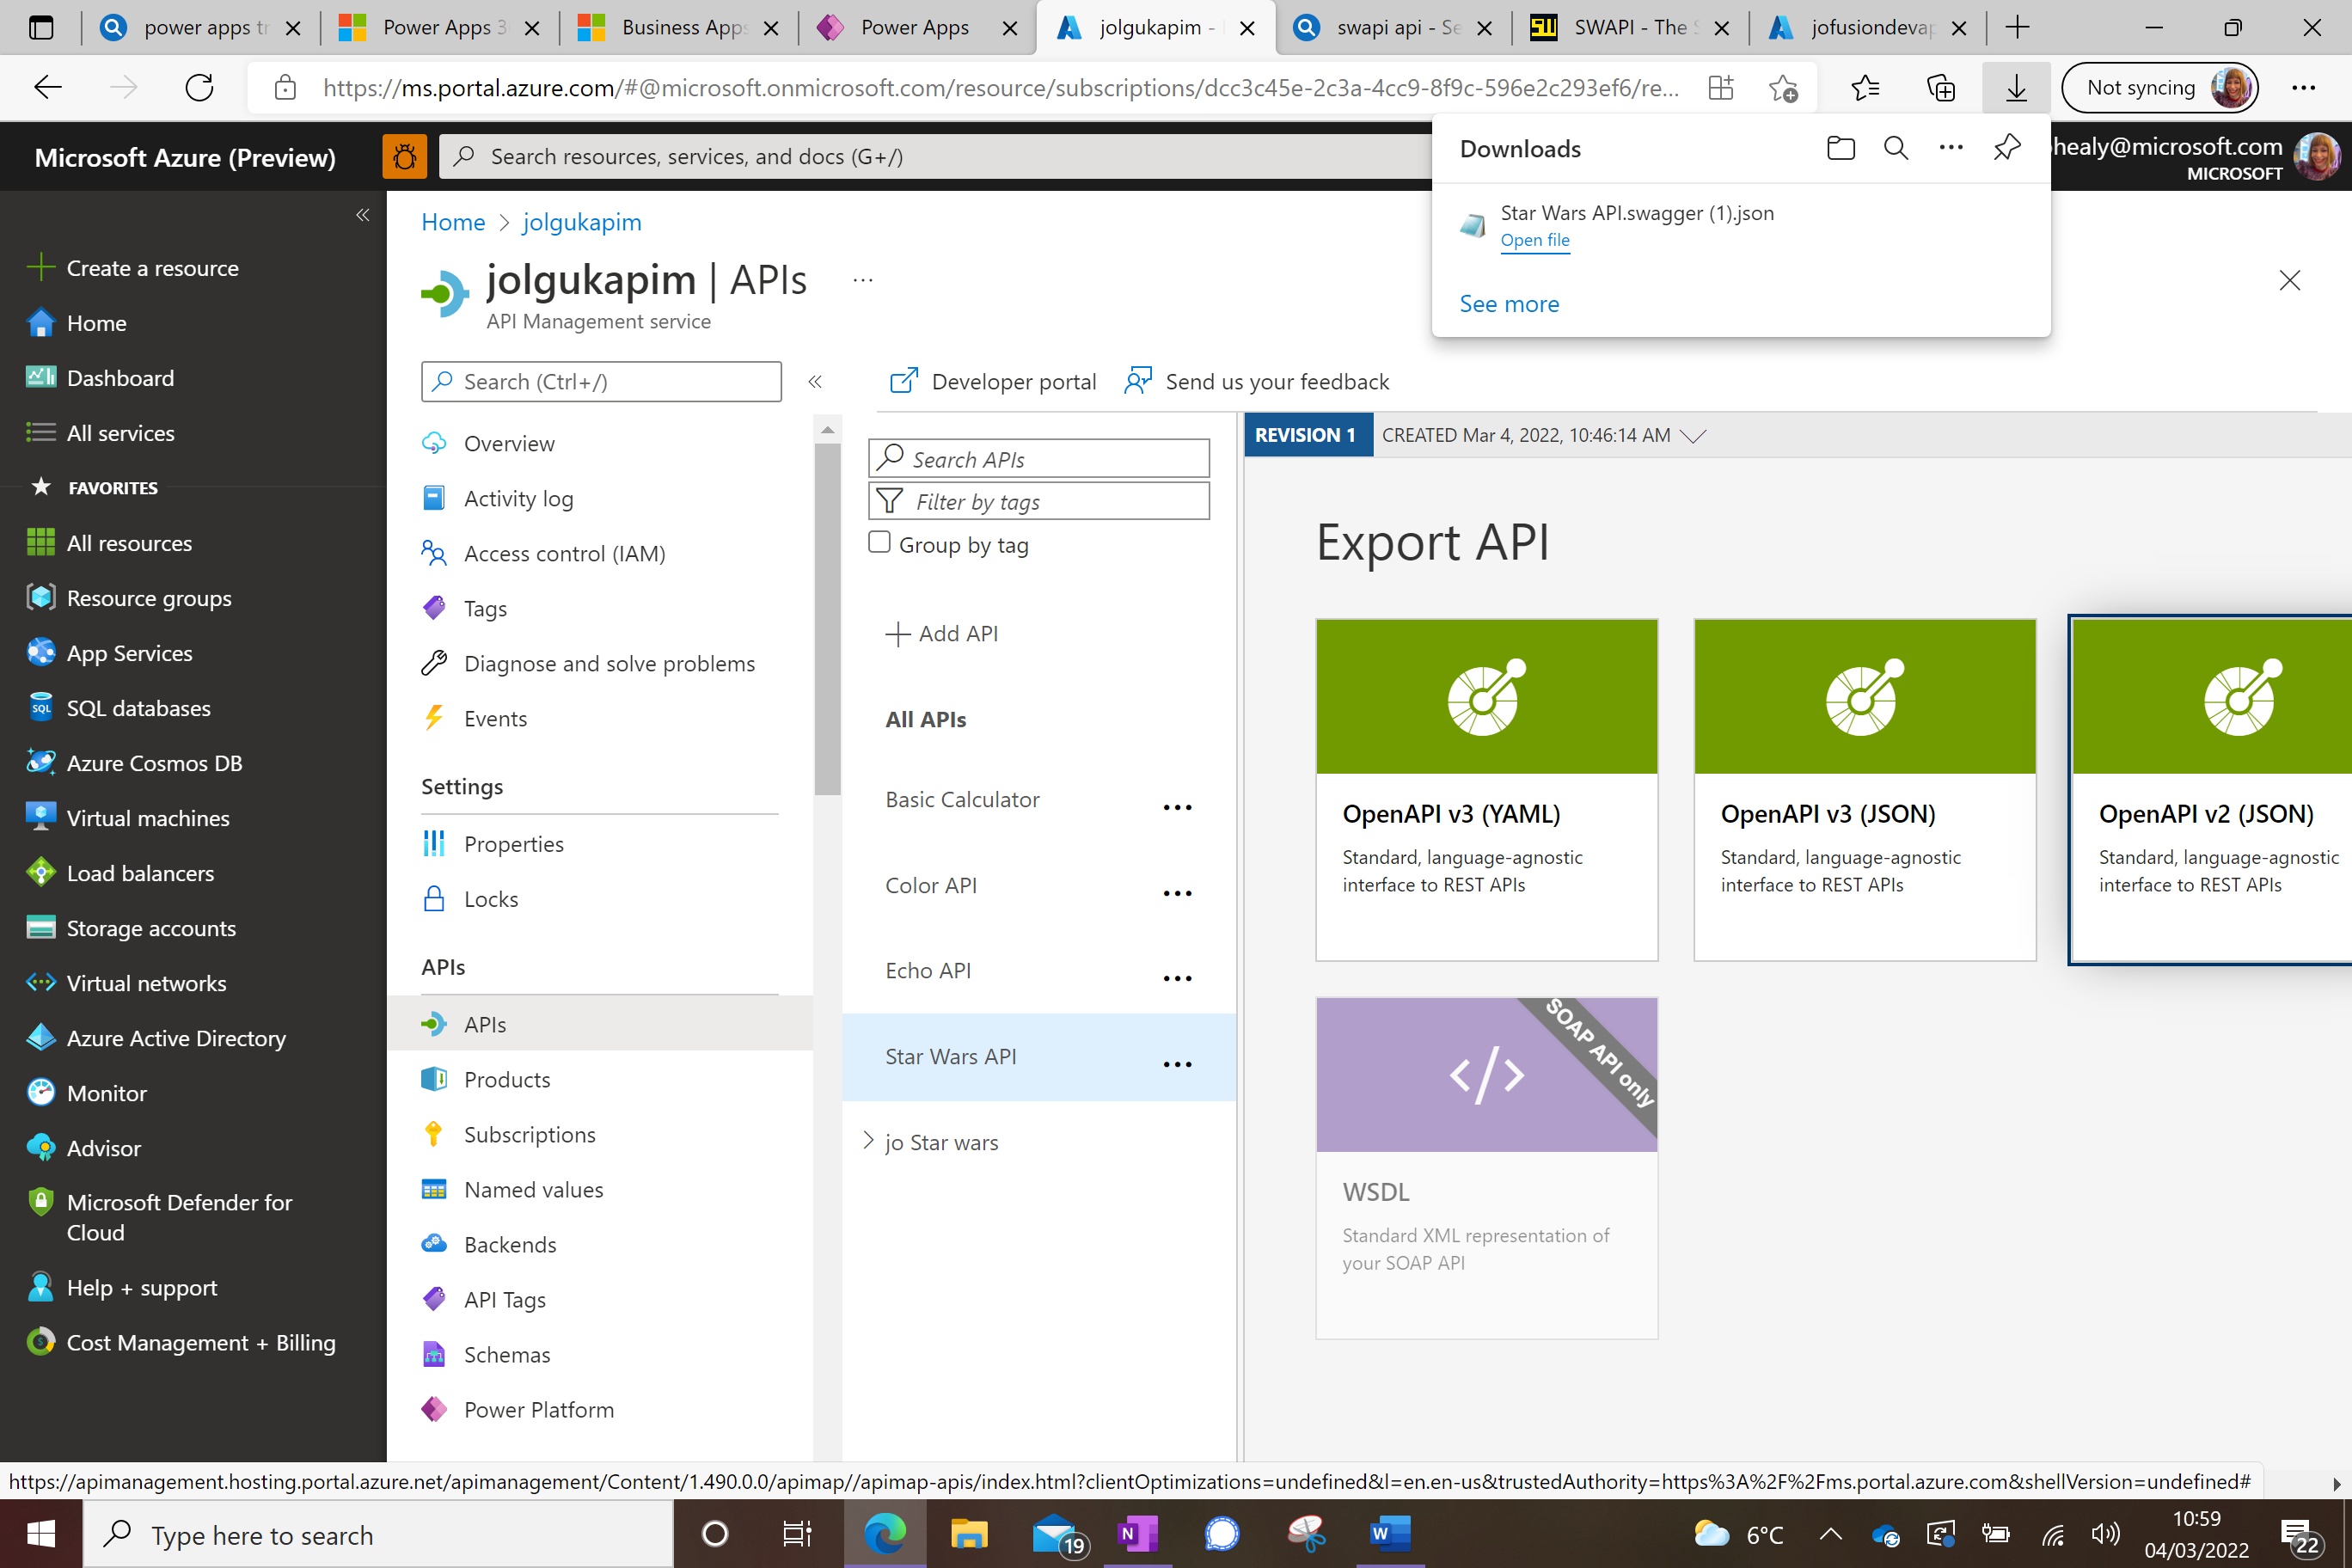 power apps tr
Power Apps 3
Business Apps
Power Apps
jolgukapim -
swapi api - Se
SWAPI - The S
jofusiondevap
https://ms.portal.azure.com/#@microsoft.onmicrosoft.com/resource/subscriptions/dcc3c45e-2c3a-4cc9-8f9c-596e2c293ef6/re...
Not syncing
Microsoft Azure (Preview)
Search resources, services, and docs (G+/)
healy@microsoft.com
MICROSOFT
Downloads
Star Wars API.swagger (1).json
Open file
See more
Create a resource
Home
Dashboard
All services
FAVORITES
All resources
Resource groups
App Services
SQL
SQL databases
Azure Cosmos DB
Virtual machines
Load balancers
Storage accounts
Virtual networks
Azure Active Directory
Monitor
Advisor
Microsoft Defender for
Cloud
Help + support
Cost Management + Billing
Home > jolgukapim
jolgukapim | APIs ...
API Management service
Search (Ctrl+/)
Overview
Activity log
Access control (IAM)
Tags
Diagnose and solve problems
Events
Settings
Properties
Locks
APIs
APIs
Products
Subscriptions
Named values
Backends
API Tags
Schemas
Power Platform
Developer portal
Send us your feedback
Search APIs
Filter by tags
Group by tag
Add API
All APIs
Basic Calculator
Color API
Echo API
Star Wars API
jo Star wars
REVISION 1
CREATED Mar 4, 2022, 10:46:14 AM
Export API
OpenAPI v3 (YAML)
Standard, language-agnostic
interface to REST APIs
OpenAPI v3 (JSON)
Standard, language-agnostic
interface to REST APIs
OpenAPI v2 (JSON)
Standard, language-agnostic
interface to REST APIs
SOAP API only
</>
WSDL
Standard XML representation of
your SOAP API
https://apimanagement.hosting.portal.azure.net/apimanagement/Content/1.490.0.0/apimap//apimap-apis/index.html?clientOptimizations=undefined&l=en.en-us&trustedAuthority=https%3A%2F%2Fms.portal.azure.com&shellVersion=undefined#
Type here to search
19
N
W
6°C
10:59
04/03/2022
22